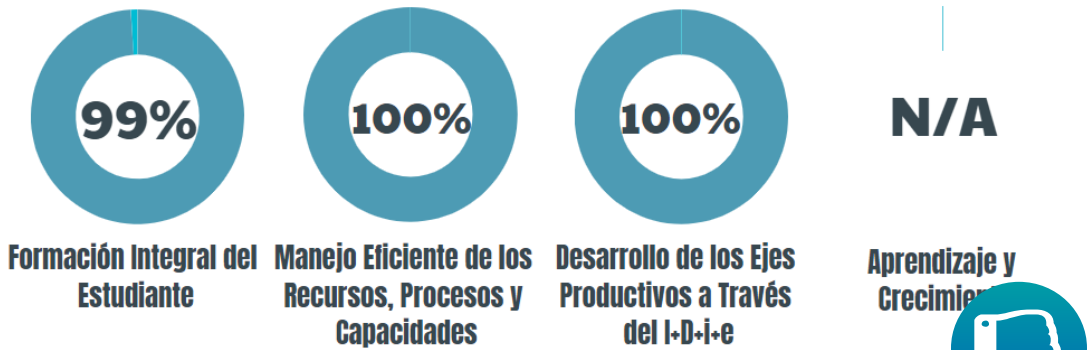 99%
100%
100%
N/A
Formación Integral del
Estudiante
Manejo Eficiente de los
Recursos, Procesos y
Capacidades
Desarrollo de los Ejes
Productivos a Través
del I+D+i+e
Aprendizaje y